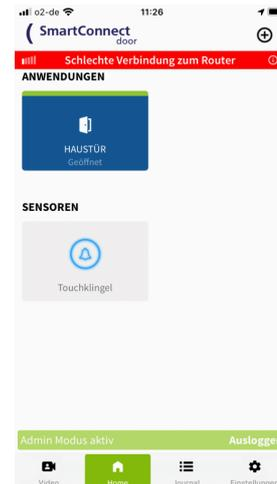 o2-de 11:26
SmartConnect
door
Schlechte Verbindung zum Router
ANWENDUNGEN
HAUSTÜR
Geöffnet
SENSOREN
Touchklingel
Admin Modus aktiv Auslogge
Video Home Journal Einstellungen